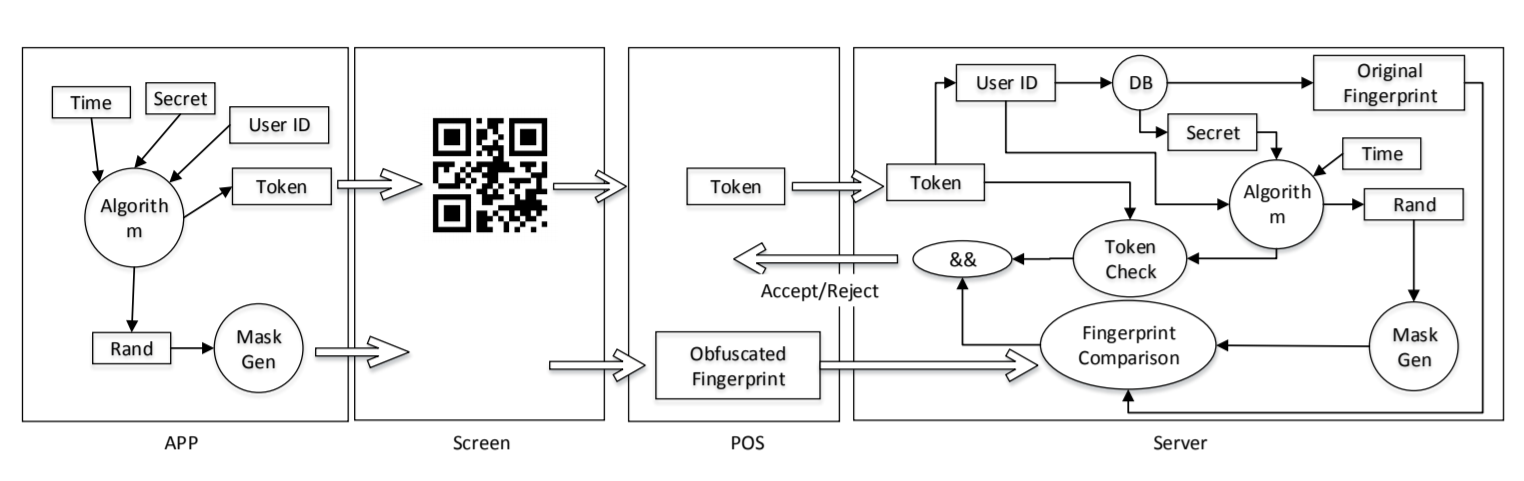 Time
Secret
User ID
Algorith
m
Token
Rand
Mask
Gen
APP
Screen
Token
Accept/Reject
Obfuscated
Fingerprint
POS
User ID
DB
Original
Fingerprint
Secret
Time
Token
Algorith
m
Rand
Token
Check
&&
Fingerprint
Comparison
Mask
Gen
Server